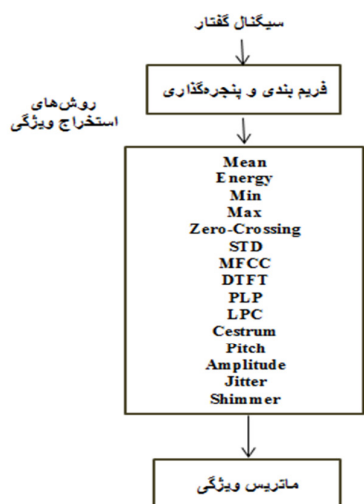 سیگنال گفتار
فریم بندی و پنجره‌گذاری
روش‌های
استخراج ویژگی
Mean
Energy
Min
Max
Zero-Crossing
STD
MFCC
DTFT
PLP
LPC
Cestrum
Pitch
Amplitude
Jitter
Shimmer
ماتریس ویژگی